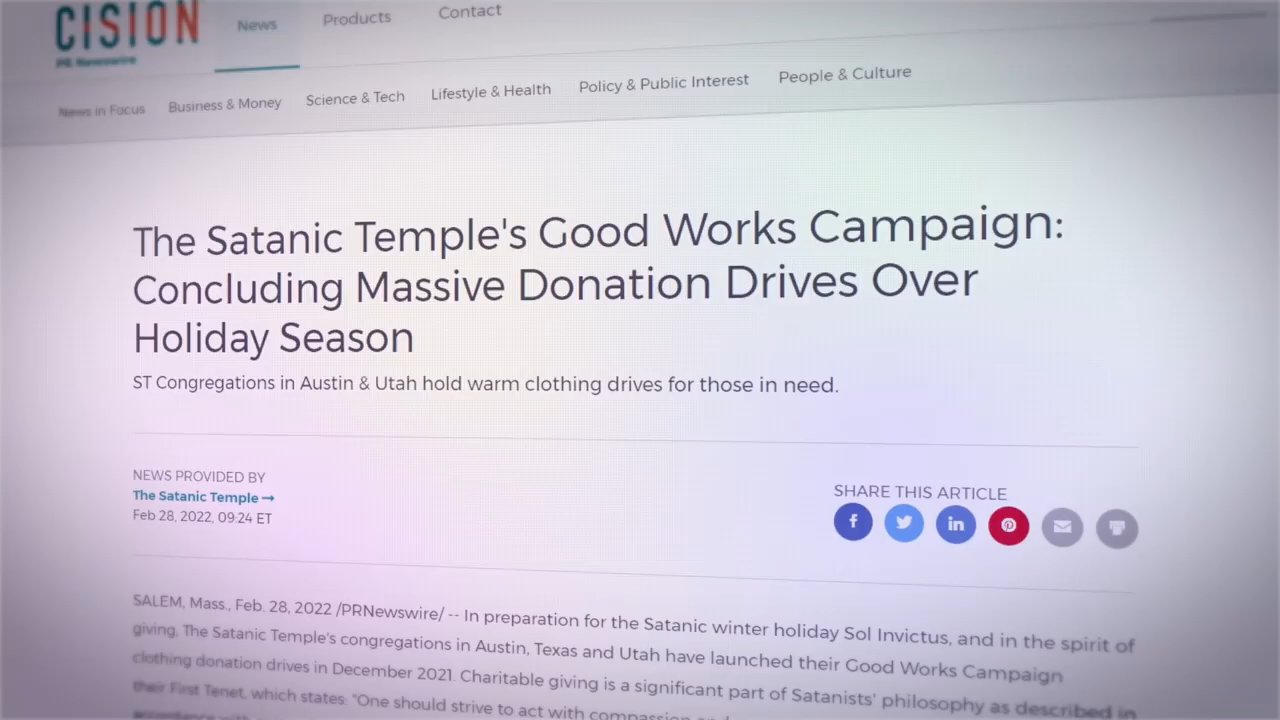 CISION
PR Newswire
News
Products
Contact
News in Focus
Business & Money
Science & Tech
Lifestyle & Health
Policy & Public Interest
People & Culture
The Satanic Temple's Good Works Campaign:
Concluding Massive Donation Drives Over
Holiday Season
ST Congregations in Austin & Utah hold warm clothing drives for those in need.
NEWS PROVIDED BY
The Satanic Temple→
Feb 28, 2022, 09:24 ET
SHARE THIS ARTICLE
SALEM, Mass., Feb. 28, 2022 /PRNewswire/ -- In preparation for the Satanic winter holiday Sol Invictus, and in the spirit of
giving, The Satanic Temple's congregations in Austin, Texas and Utah have launched their Good Works Campaign
clothing donation drives in December 2021. Charitable giving is a significant part of Satanists' philosophy as described in
their First Tenet, which states: "One should strive to act with compassion